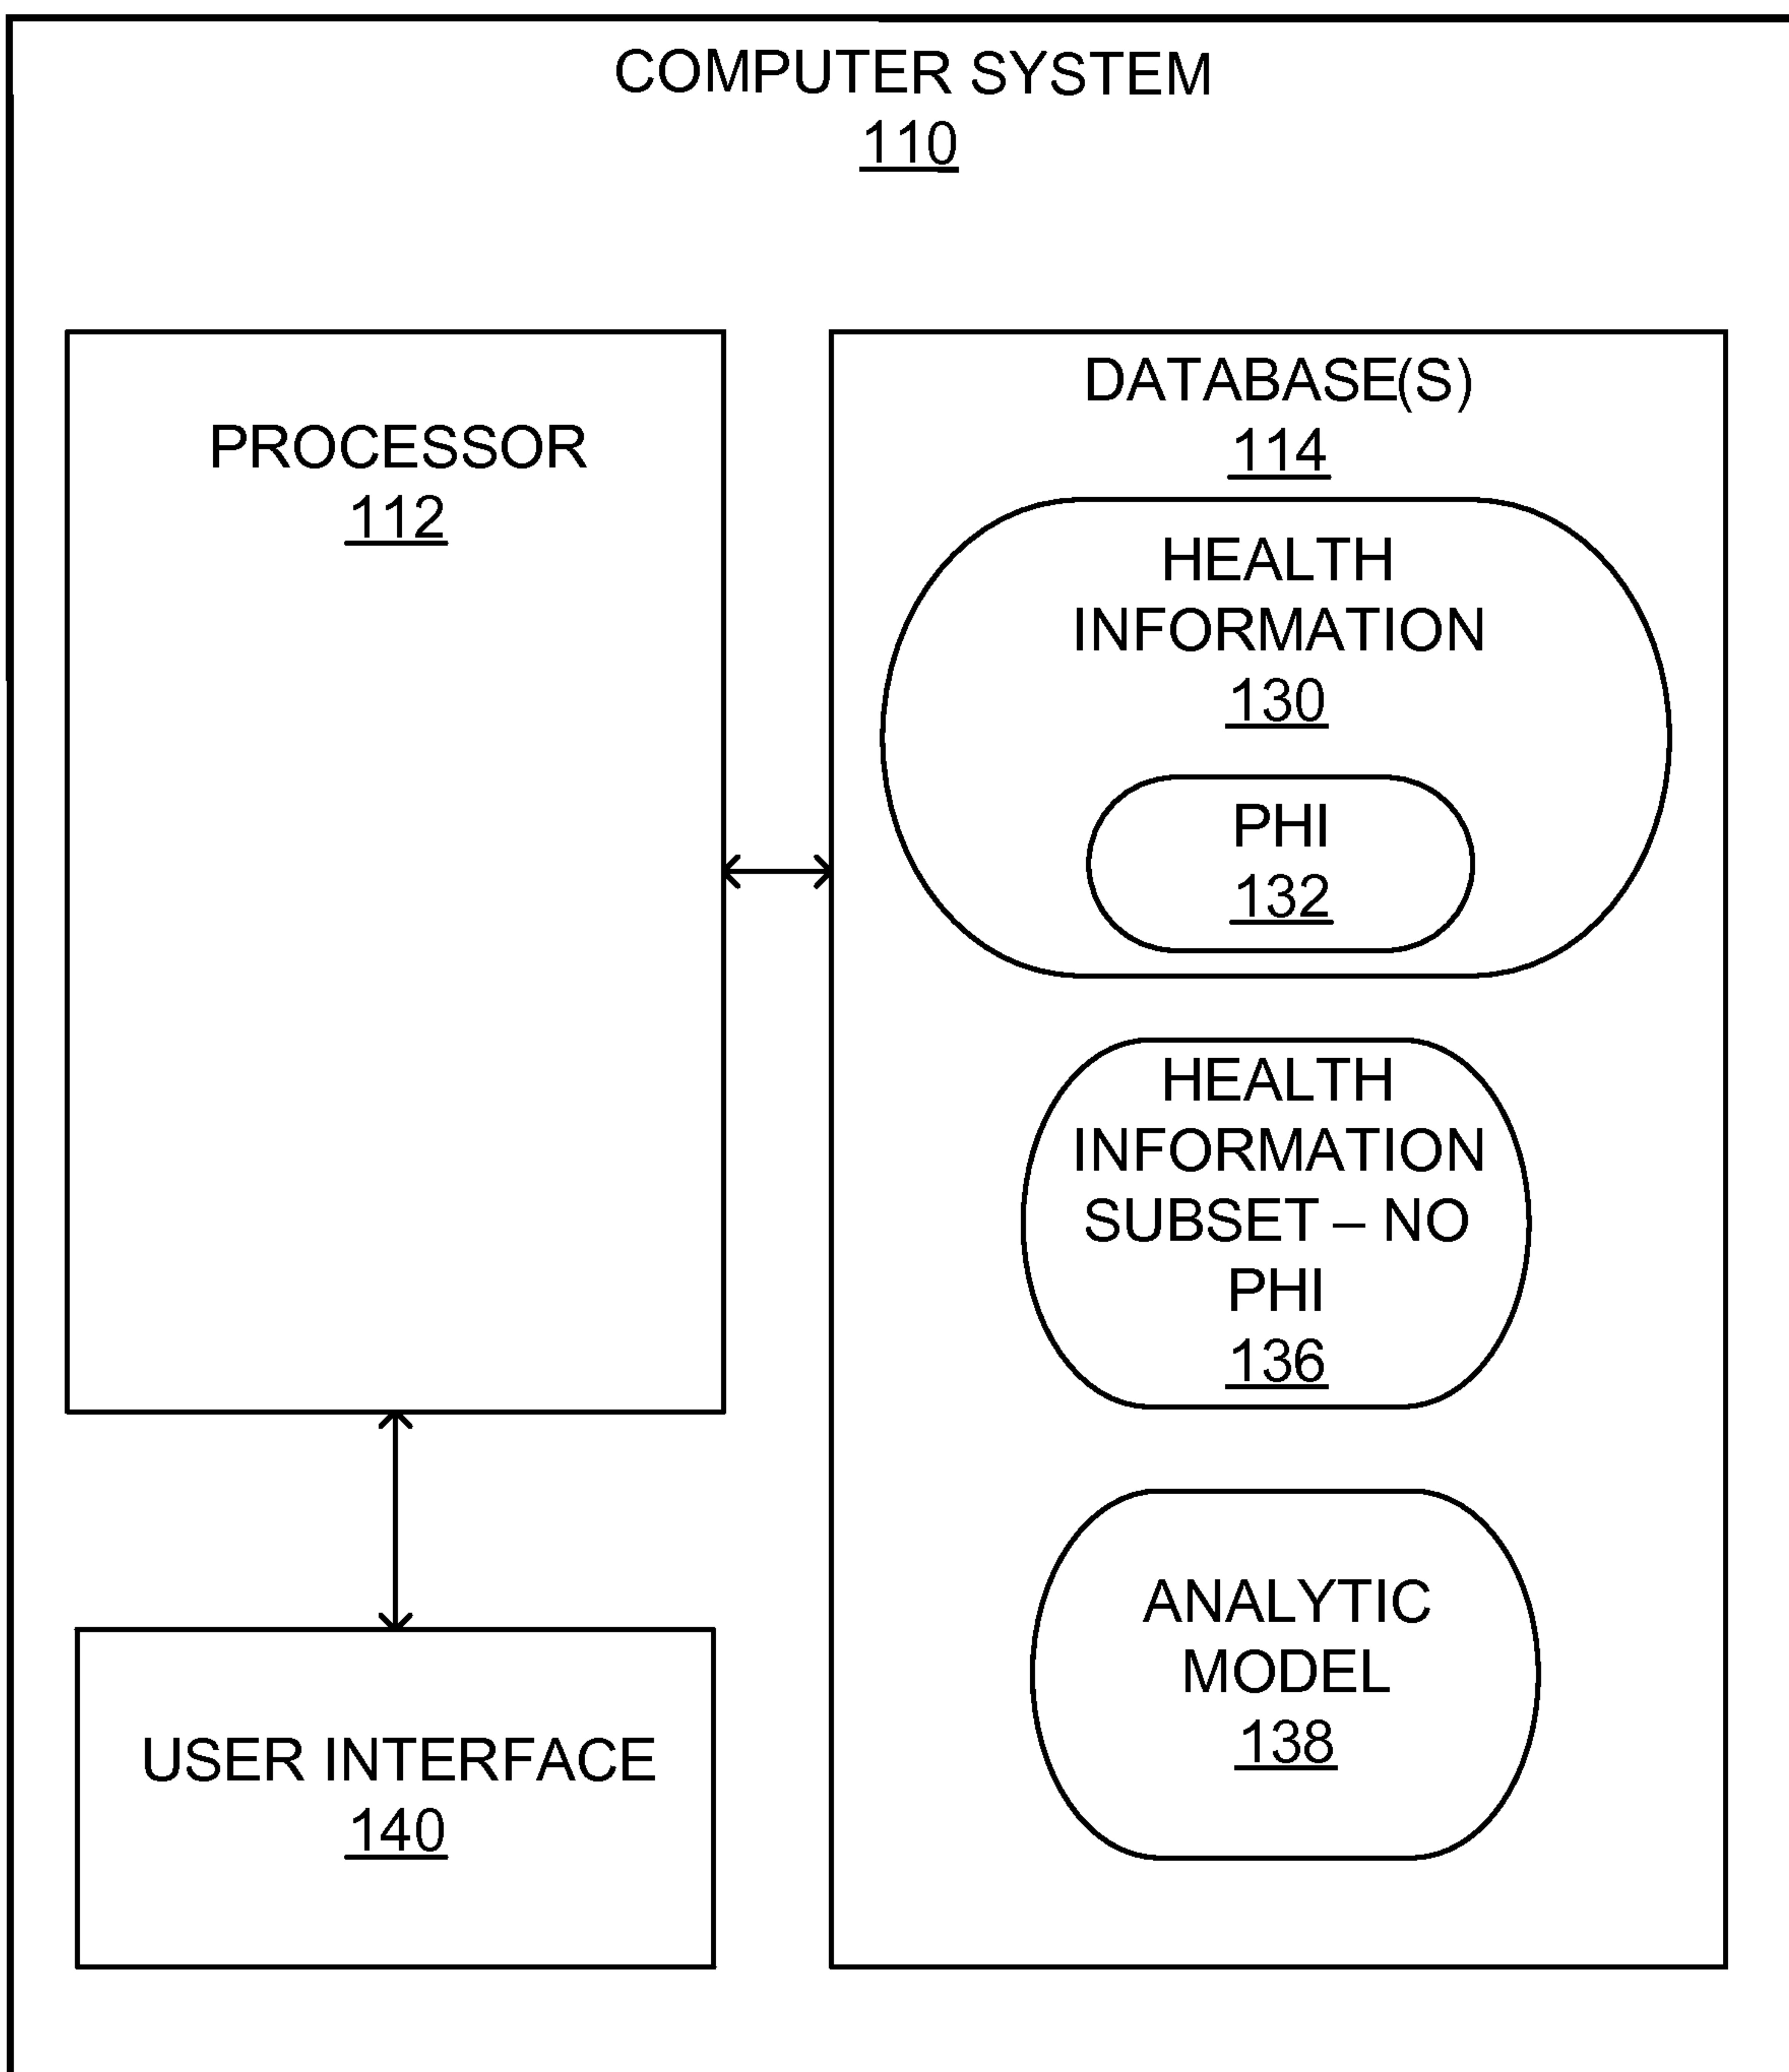 COMPUTER SYSTEM
110
PROCESSOR
112
DATABASE(S)
114
HEALTH
INFORMATION
130
PHI
132
HEALTH
INFORMATION
SUBSET – NO
PHI
136
ANALYTIC
MODEL
138
USER INTERFACE
140